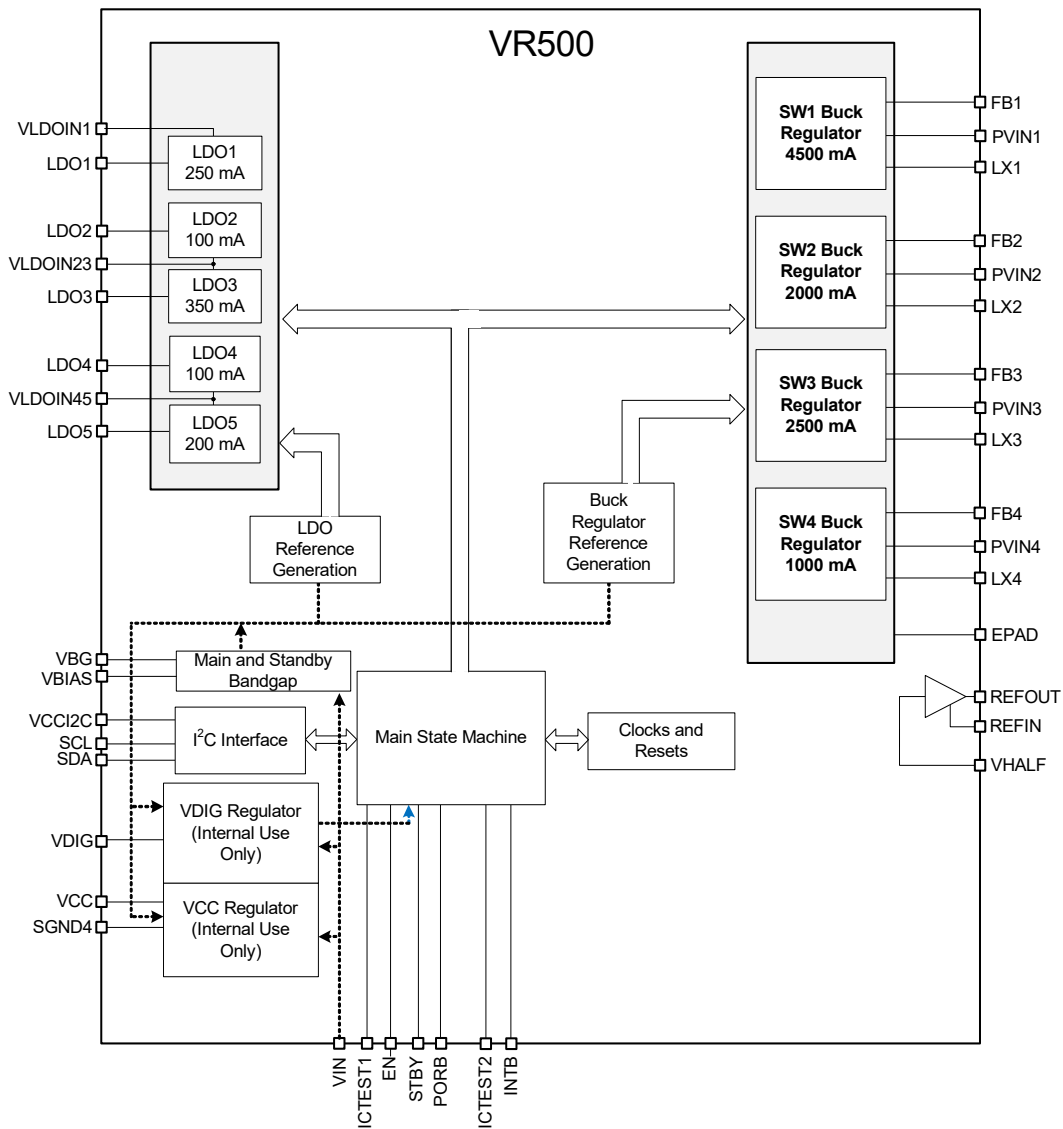 VR500
VLDOIN1
LDO1
LDO2
VLDOIN23
LDO3
LDO4
VLDOIN45
LDO5
LDO1
250 mA
LDO2
100 mA
LDO3
350 mA
LDO4
100 mA
LDO5
200 mA
SW1 Buck
Regulator
4500 mA
SW2 Buck
Regulator
2000 mA
SW3 Buck
Regulator
2500 mA
SW4 Buck
Regulator
1000 mA
FB1
PVIN1
LX1
FB2
PVIN2
LX2
FB3
PVIN3
LX3
FB4
PVIN4
LX4
EPAD
REFOUT
REFIN
VHALF
LDO
Reference
Generation
Buck
Regulator
Reference
Generation
VBG
VBIAS
VCCI2C
SCL
SDA
VDIG
VCC
SGND4
Main and Standby
Bandgap
I²C Interface
Main State Machine
Clocks and
Resets
VDIG Regulator
(Internal Use
Only)
VCC Regulator
(Internal Use
Only)
VIN
ICTEST1
EN
STBY
PORB
ICTEST2
INTB